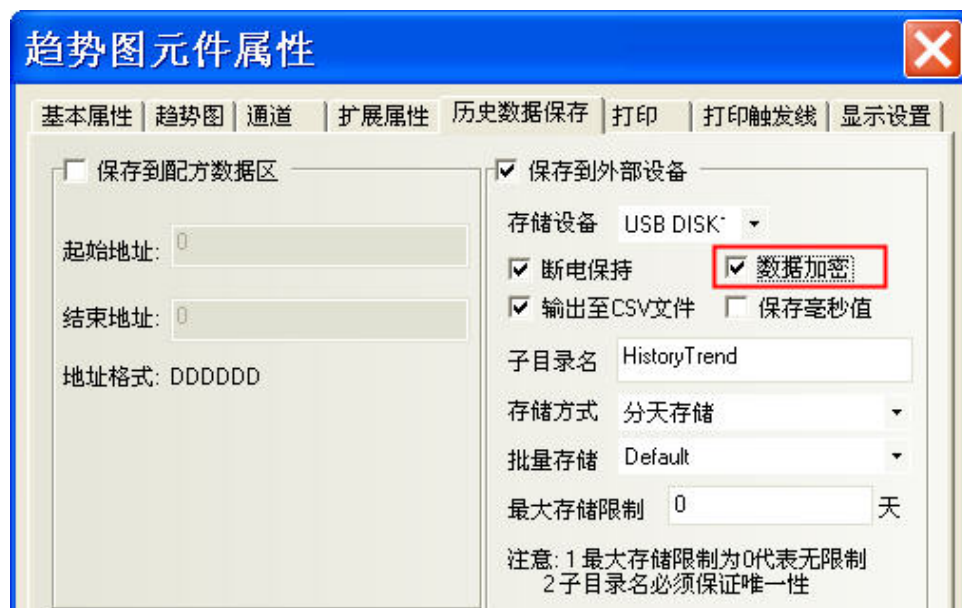 趋势图元件属性
基本属性 趋势图 通道 扩展属性 历史数据保存 打印 打印触发线 显示设置
保存到配方数据区
起始地址: 0
结束地址: 0
地址格式: DDDDDD
保存到外部设备
存储设备 USB DISK
断电保持 数据加密
输出至CSV文件 保存毫秒值
子目录名 HistoryTrend
存储方式 分天存储
批量存储 Default
最大存储限制 0 天
注意: 1 最大存储限制为0代表无限制
2 子目录名必须保证唯一性